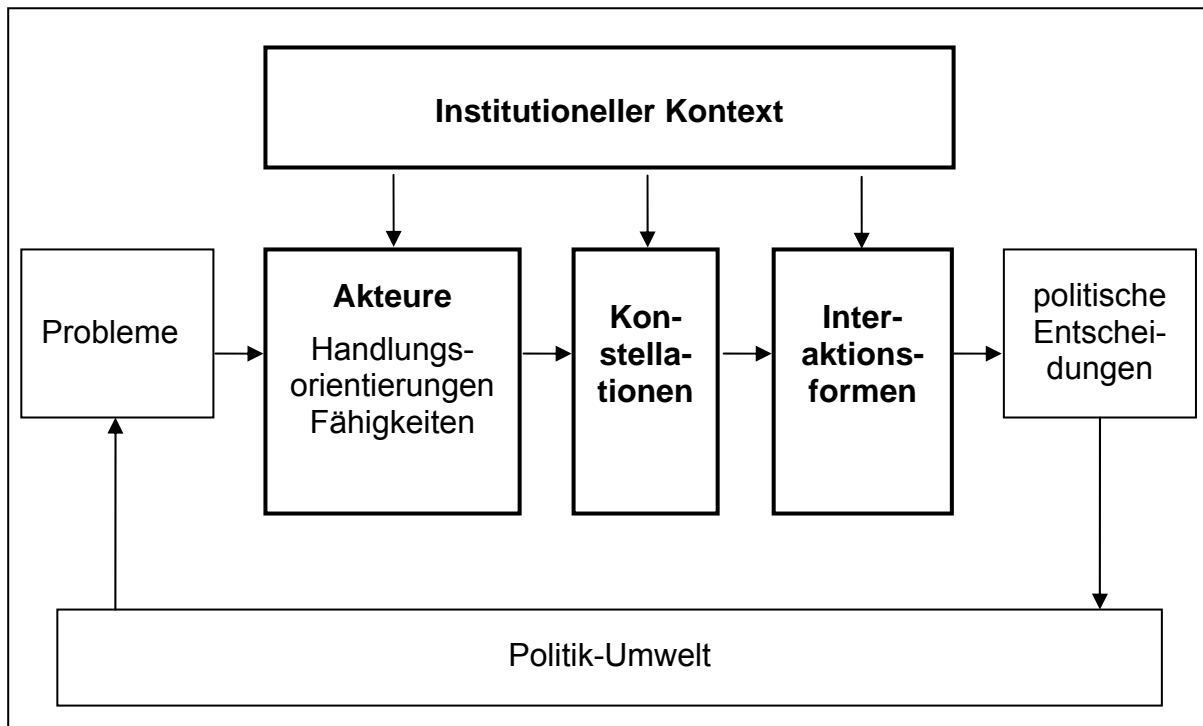 Institutioneller Kontext
Probleme
Akteure
Handlungs-
orientierungen
Fähigkeiten
Kon-
stella-
tionen
Inter-
aktions-
formen
politische
Entschei-
dungen
Politik-Umwelt